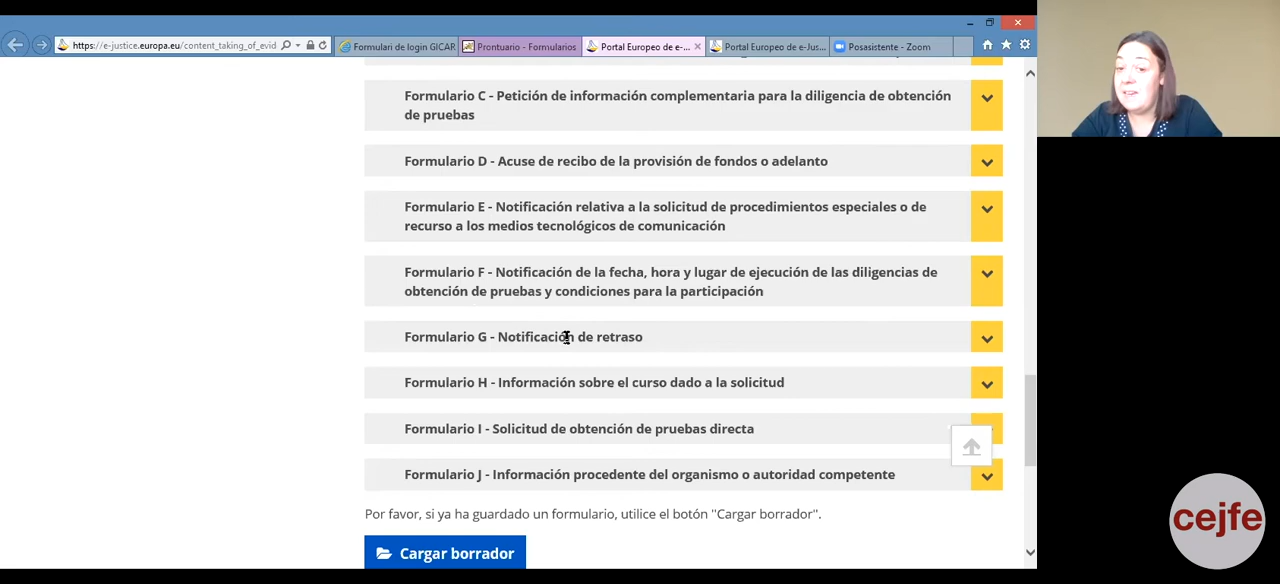 https://e-justice.europa.eu/content_taking_of_evid
Formulari de login GICAR
Prontuario - Formularios
Portal Europeo de e-...
Portal Europeo de e-Jus...
Posasistente - Zoom
Formulario C - Petición de información complementaria para la diligencia de obtención
de pruebas
Formulario D - Acuse de recibo de la provisión de fondos o adelanto
Formulario E - Notificación relativa a la solicitud de procedimientos especiales o de
recurso a los medios tecnológicos de comunicación
Formulario F - Notificación de la fecha, hora y lugar de ejecución de las diligencias de
obtención de pruebas y condiciones para la participación
Formulario G - Notificación de retraso
Formulario H - Información sobre el curso dado a la solicitud
Formulario I - Solicitud de obtención de pruebas directa
Formulario J - Información procedente del organismo o autoridad competente
Por favor, si ya ha guardado un formulario, utilice el botón "Cargar borrador".
Cargar borrador
cejfe